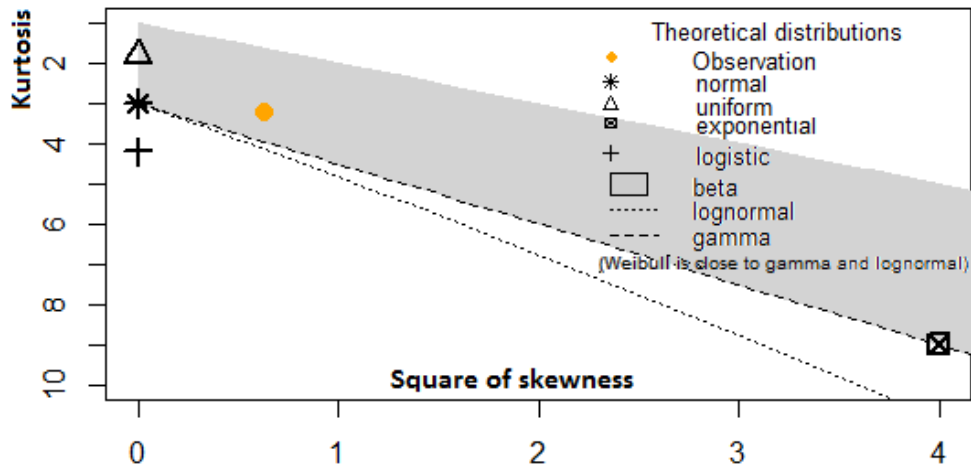 Kurtosis
2
4
6
8
10
Theoretical distributions
Observation
normal
uniform
exponential
logistic
beta
lognormal
gamma
(Weibull is close to gamma and lognormal)
Square of skewness
0
1
2
3
4